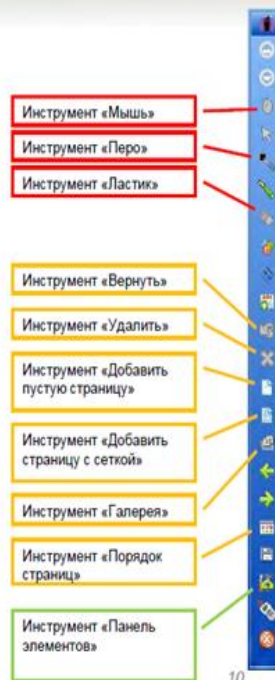 Инструмент «Мышь»
Инструмент «Перо»
Инструмент «Ластик»
Инструмент «Вернуть»
Инструмент «Удалить»
Инструмент «Добавить
пустую страницу»
Инструмент «Добавить
страницу с сеткой»
Инструмент «Галерея»
Инструмент «Порядок
страниц»
Инструмент «Панель
элементов»
10